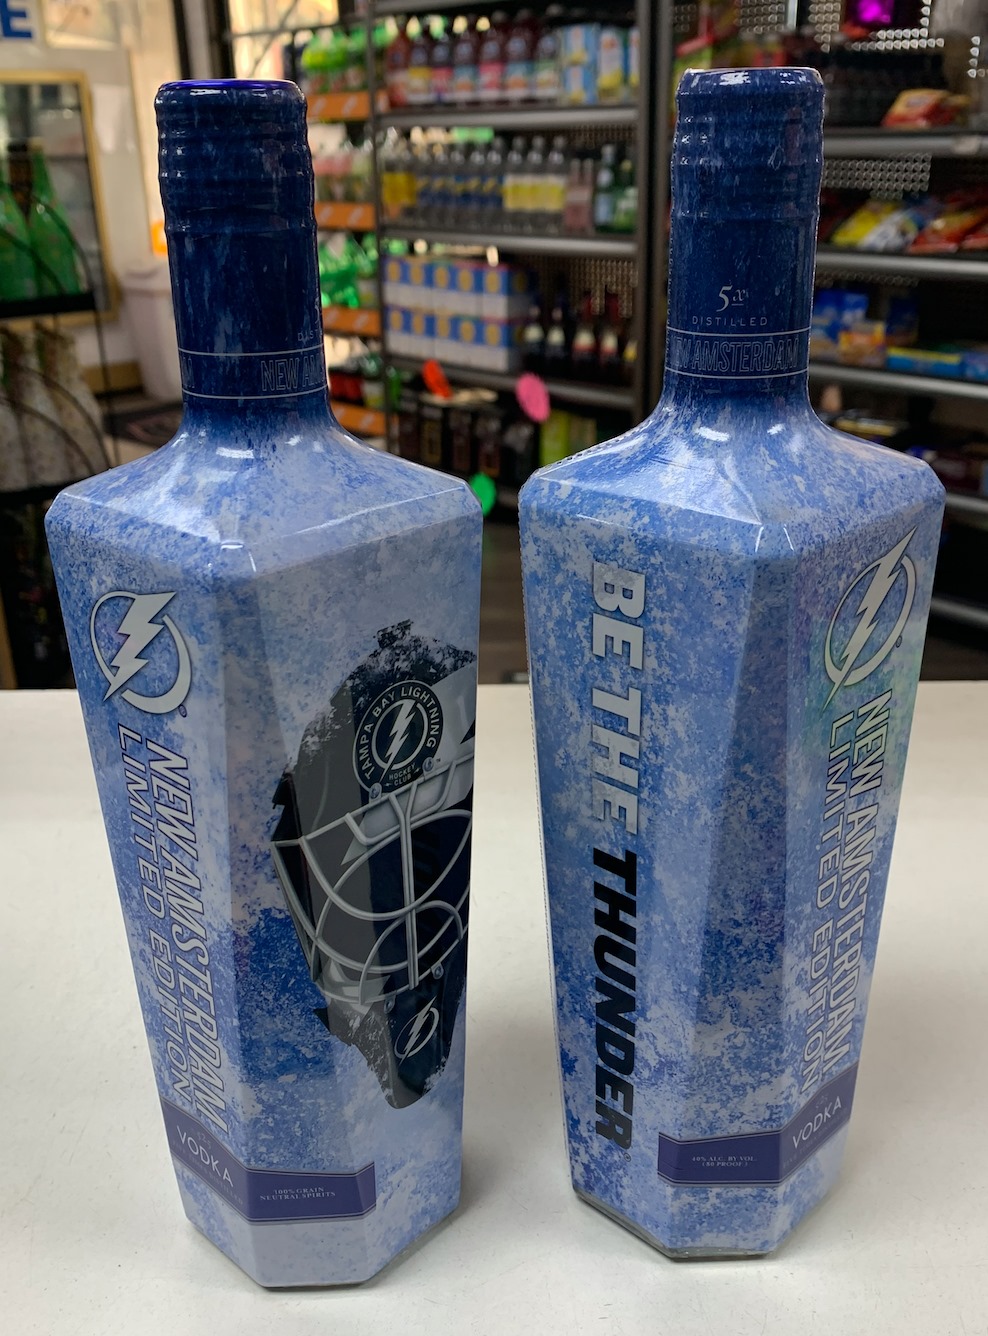 E
NEW AM
TAMPA BAY LIGHTNING
HOCKEY
CLUB
NEW AMSTERDAM
LIMITED EDITION
VODKA
100% GRAIN
NEUTRAL SPIRITS
5x
DISTILLED
NEW AMSTERDAM
BE THE THUNDER
NEW AMSTERDAM
LIMITED EDITION
40% ALC. BY VOL.
(80 PROOF)
VODKA